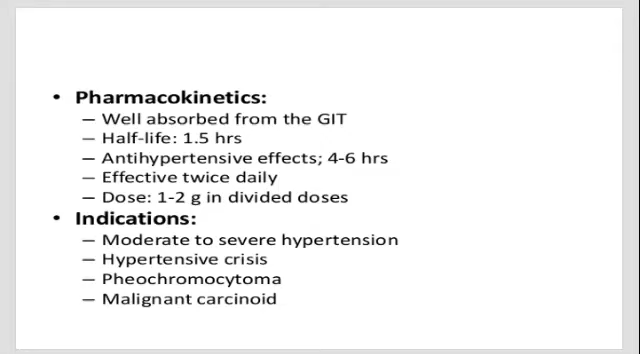 • Pharmacokinetics:
– Well absorbed from the GIT
– Half-life: 1.5 hrs
– Antihypertensive effects; 4-6 hrs
– Effective twice daily
– Dose: 1-2 g in divided doses
• Indications:
– Moderate to severe hypertension
– Hypertensive crisis
– Pheochromocytoma
– Malignant carcinoid